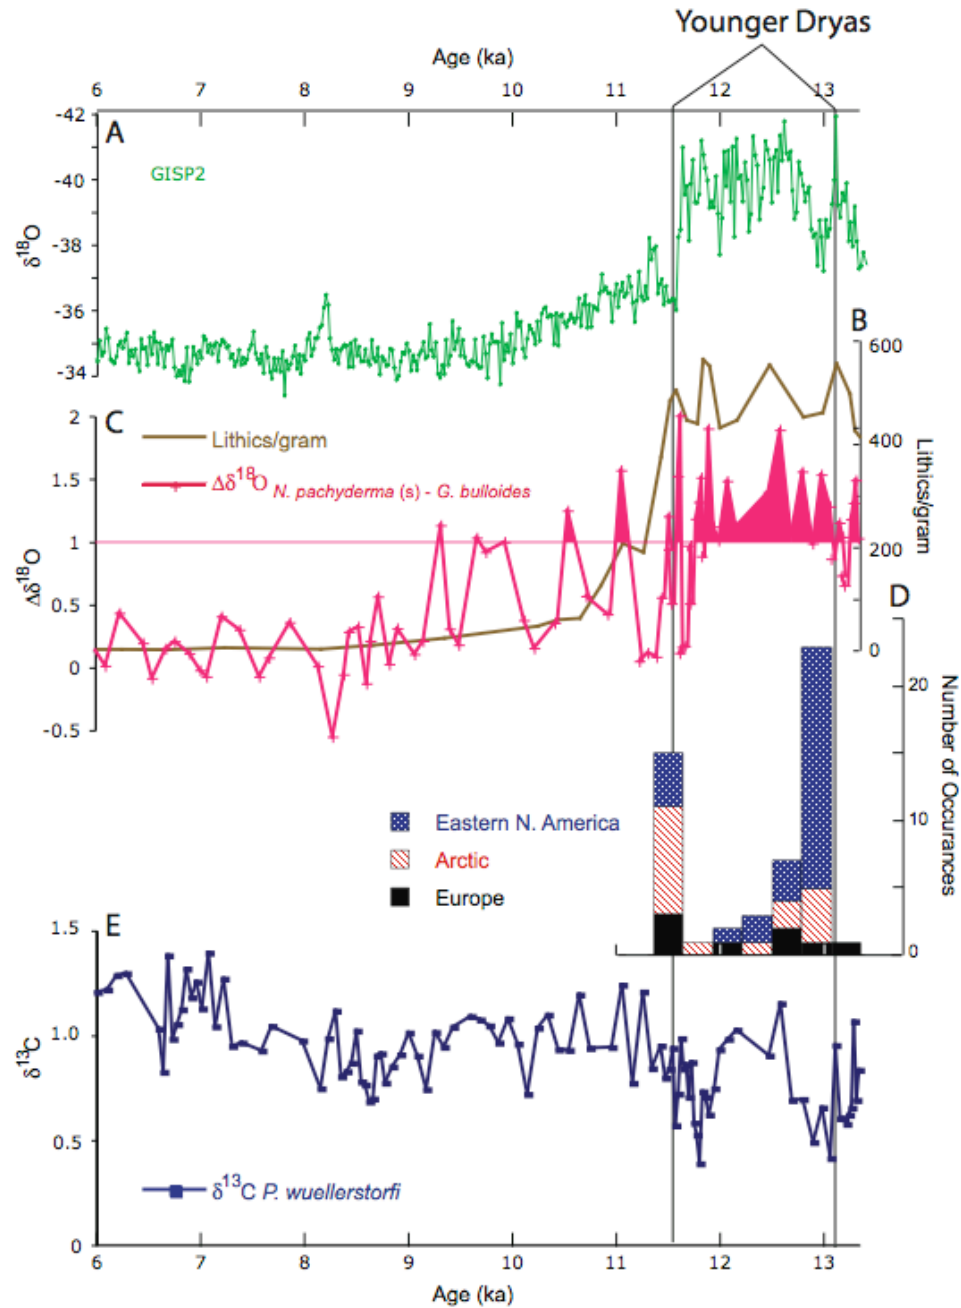 Younger Dryas
Age (ka)
6 7 8 9 10 11 12 13
A
-42
-40
-38
-36
-34
δ18O
GISP2
B
600
400
200
0
Lithics/gram
C
2
1.5
1
0.5
0
-0.5
Δδ18O
Lithics/gram
Δδ18O N. pachyderma (s) - G. bulloides
D
20
10
0
Number of Occurances
Eastern N. America
Arctic
Europe
E
1.5
1.0
0.5
0
δ13C
δ13C P. wuellerstorfi
6 7 8 9 10 11 12 13
Age (ka)